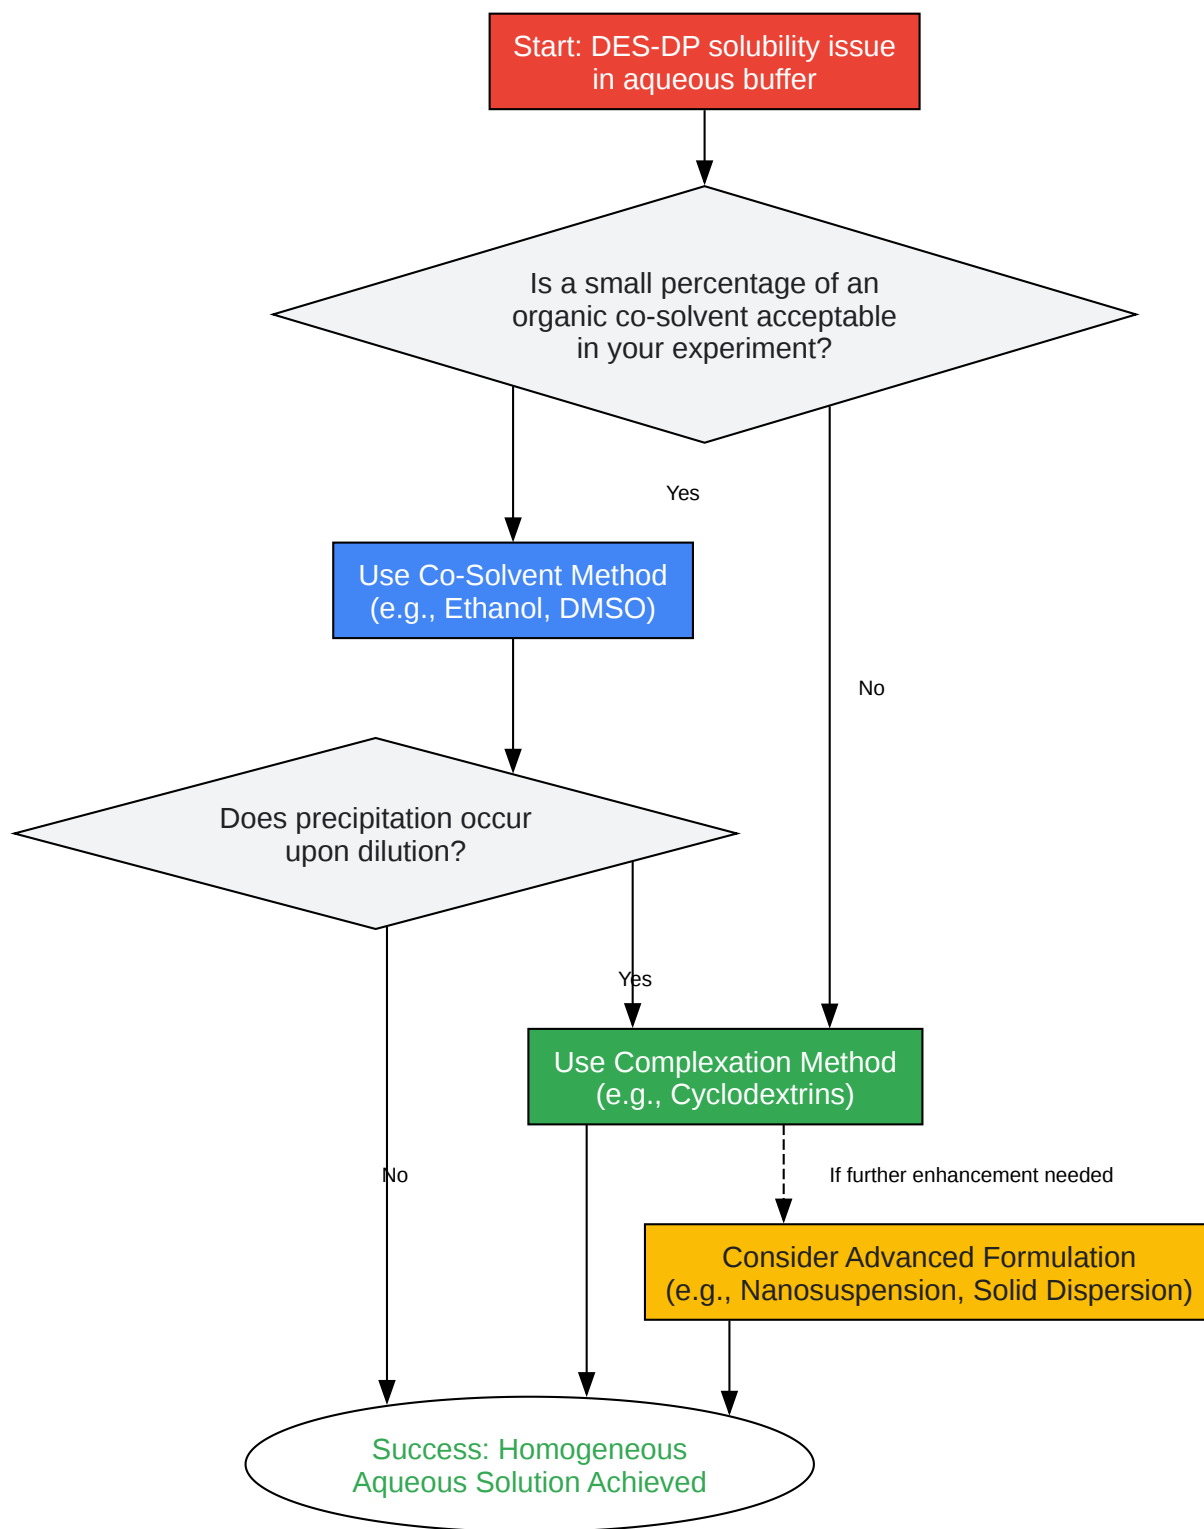 Start: DES-DP solubility issue
in aqueous buffer
Is a small percentage of an
organic co-solvent acceptable
in your experiment?
Yes
Use Co-Solvent Method
(e.g., Ethanol, DMSO)
No
Does precipitation occur
upon dilution?
Yes
Use Complexation Method
(e.g., Cyclodextrins)
No
If further enhancement needed
Consider Advanced Formulation
(e.g., Nanosuspension, Solid Dispersion)
Success: Homogeneous
Aqueous Solution Achieved